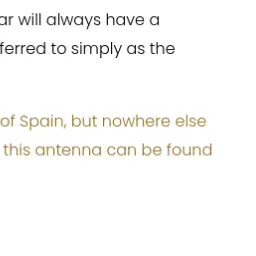 ar will always have a
ferred to simply as the
of Spain, but nowhere else
this antenna can be found